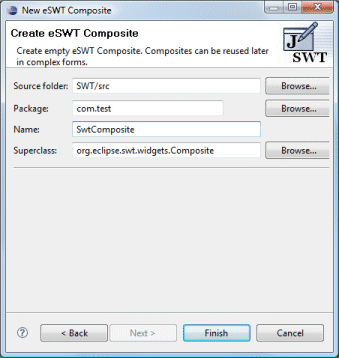 New eSWT Composite
Create eSWT Composite
Create empty eSWT Composite. Composites can be reused later
in complex forms.
J
SWT
Source folder: SWT/src Browse...
Package: com.test Browse...
Name: SwtComposite
Superclass: org.eclipse.swt.widgets.Composite Browse...
? < Back Next > Finish Cancel